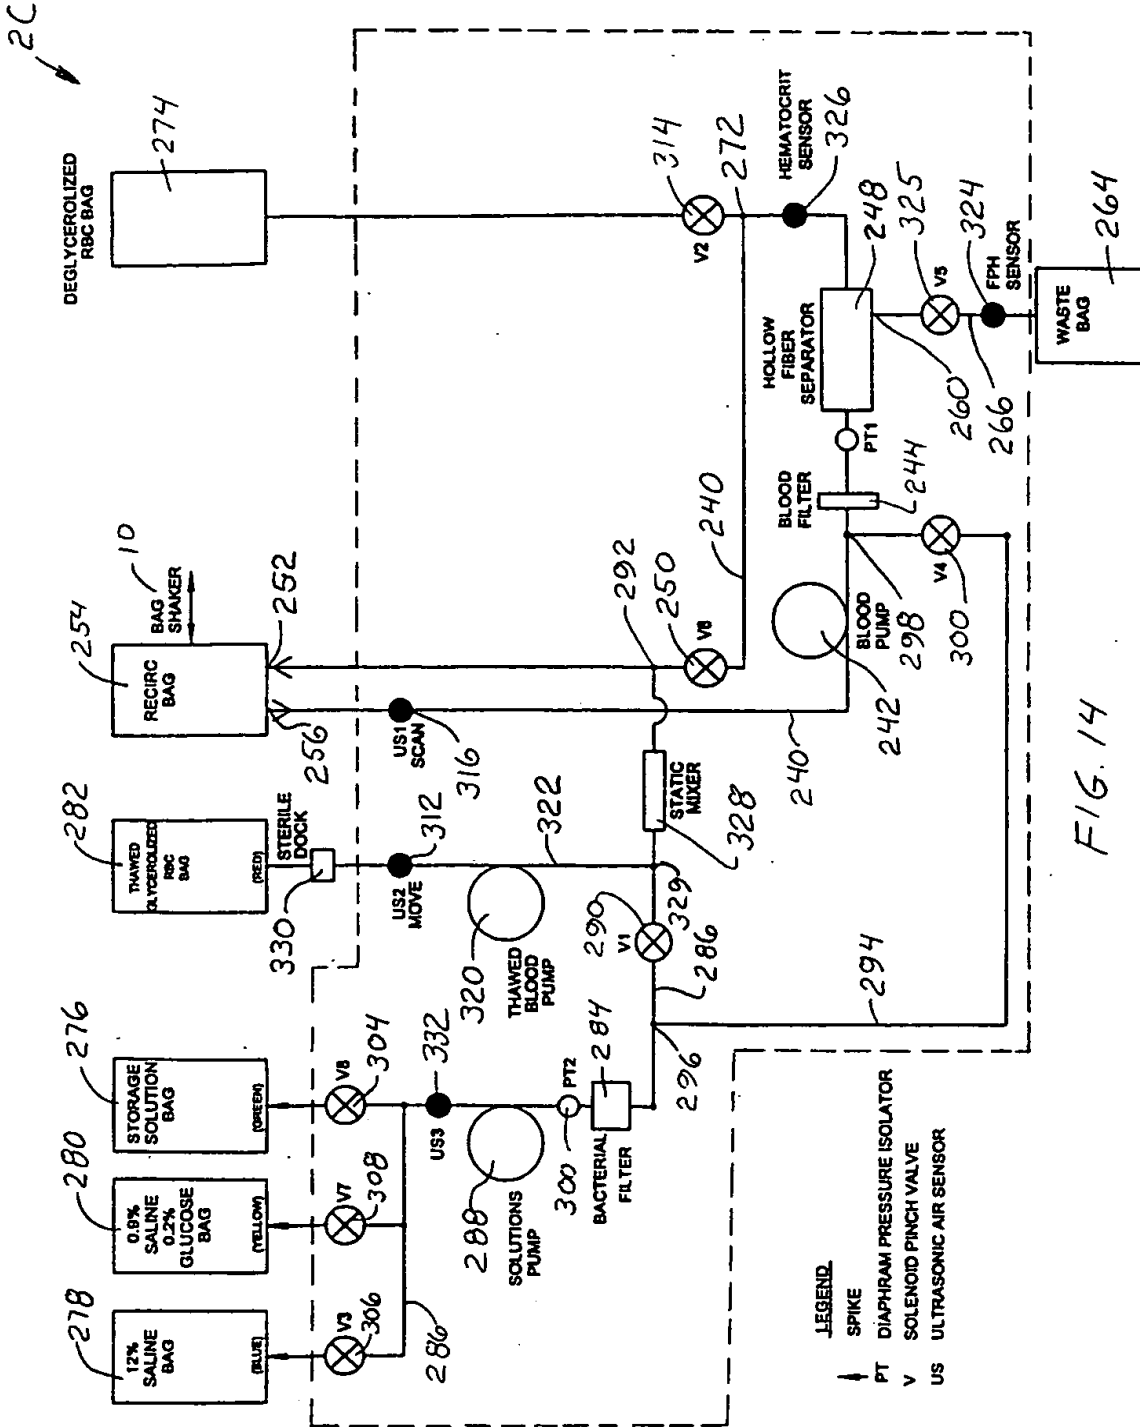 2C
DEGLYCEROLIZED
RBC BAG
274
V2
314
272
HEMATOCRIT
SENSOR
326
HOLLOW
FIBER
SEPARATOR
248
PT1
260
V5
325
266
FPH
SENSOR
324
WASTE
BAG
264
254
RECIRC
BAG
10
BAG
SHAKER
252
256
US1
SCAN
316
292
V6
250
240
BLOOD
FILTER
244
BLOOD
PUMP
242
298
V4
300
240
282
THAWED
GLYCEROLIZED
RBC
BAG
(RED)
STERILE
DOCK
330
US2
MOVE
312
322
320
THAWED
BLOOD
PUMP
STATIC
MIXER
328
329
290
V1
286
294
276
STORAGE
SOLUTION
BAG
(GREEN)
V8
304
280
0.9%
SALINE
0.2%
GLUCOSE
BAG
(YELLOW)
V7
308
278
12%
SALINE
BAG
(BLUE)
V3
306
286
US3
332
288
SOLUTIONS
PUMP
PT2
300
284
BACTERIAL
FILTER
296
LEGEND
SPIKE
PT DIAPHRAM PRESSURE ISOLATOR
V SOLENOID PINCH VALVE
US ULTRASONIC AIR SENSOR
FIG. 14